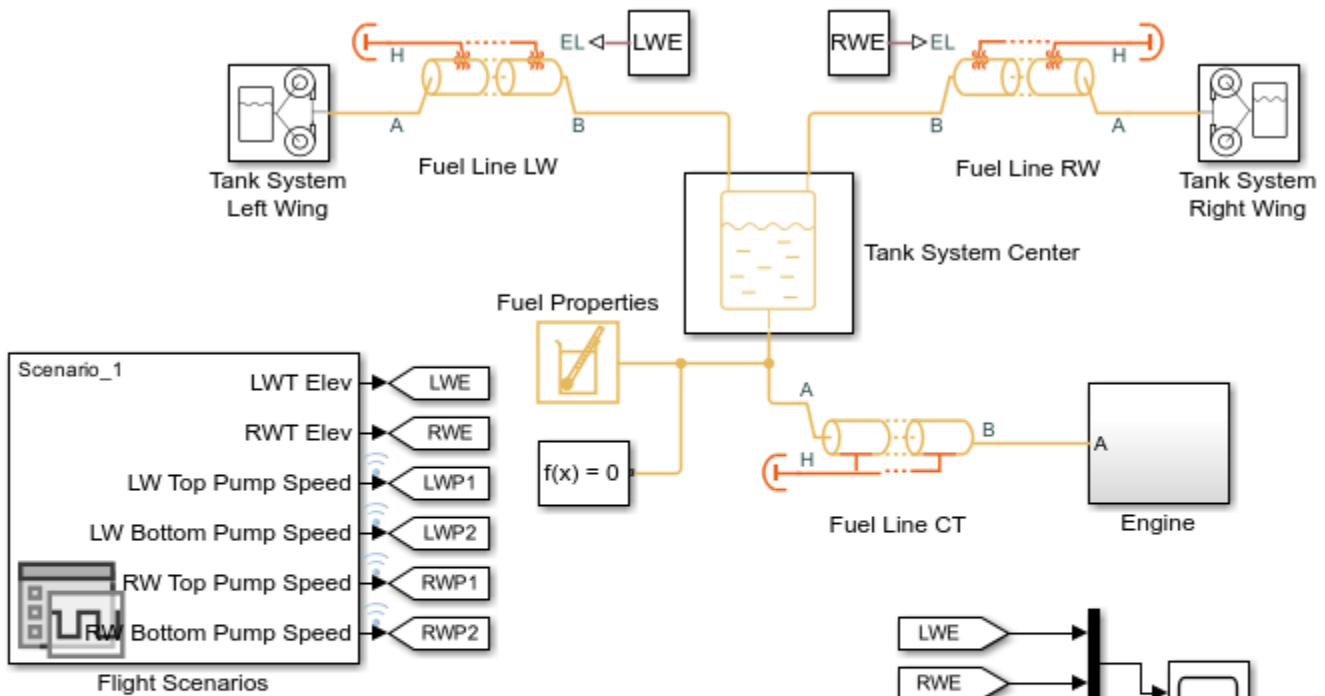 EL
LWE
RWE
EL
H
H
A
B
B
A
Fuel Line LW
Fuel Line RW
Tank System
Left Wing
Tank System
Right Wing
Tank System Center
Fuel Properties
Scenario_1
LWT Elev
LWE
RWT Elev
RWE
LW Top Pump Speed
LWP1
LW Bottom Pump Speed
LWP2
RW Top Pump Speed
RWP1
RW Bottom Pump Speed
RWP2
Flight Scenarios
f(x) = 0
A
B
H
Fuel Line CT
A
Engine
LWE
RWE